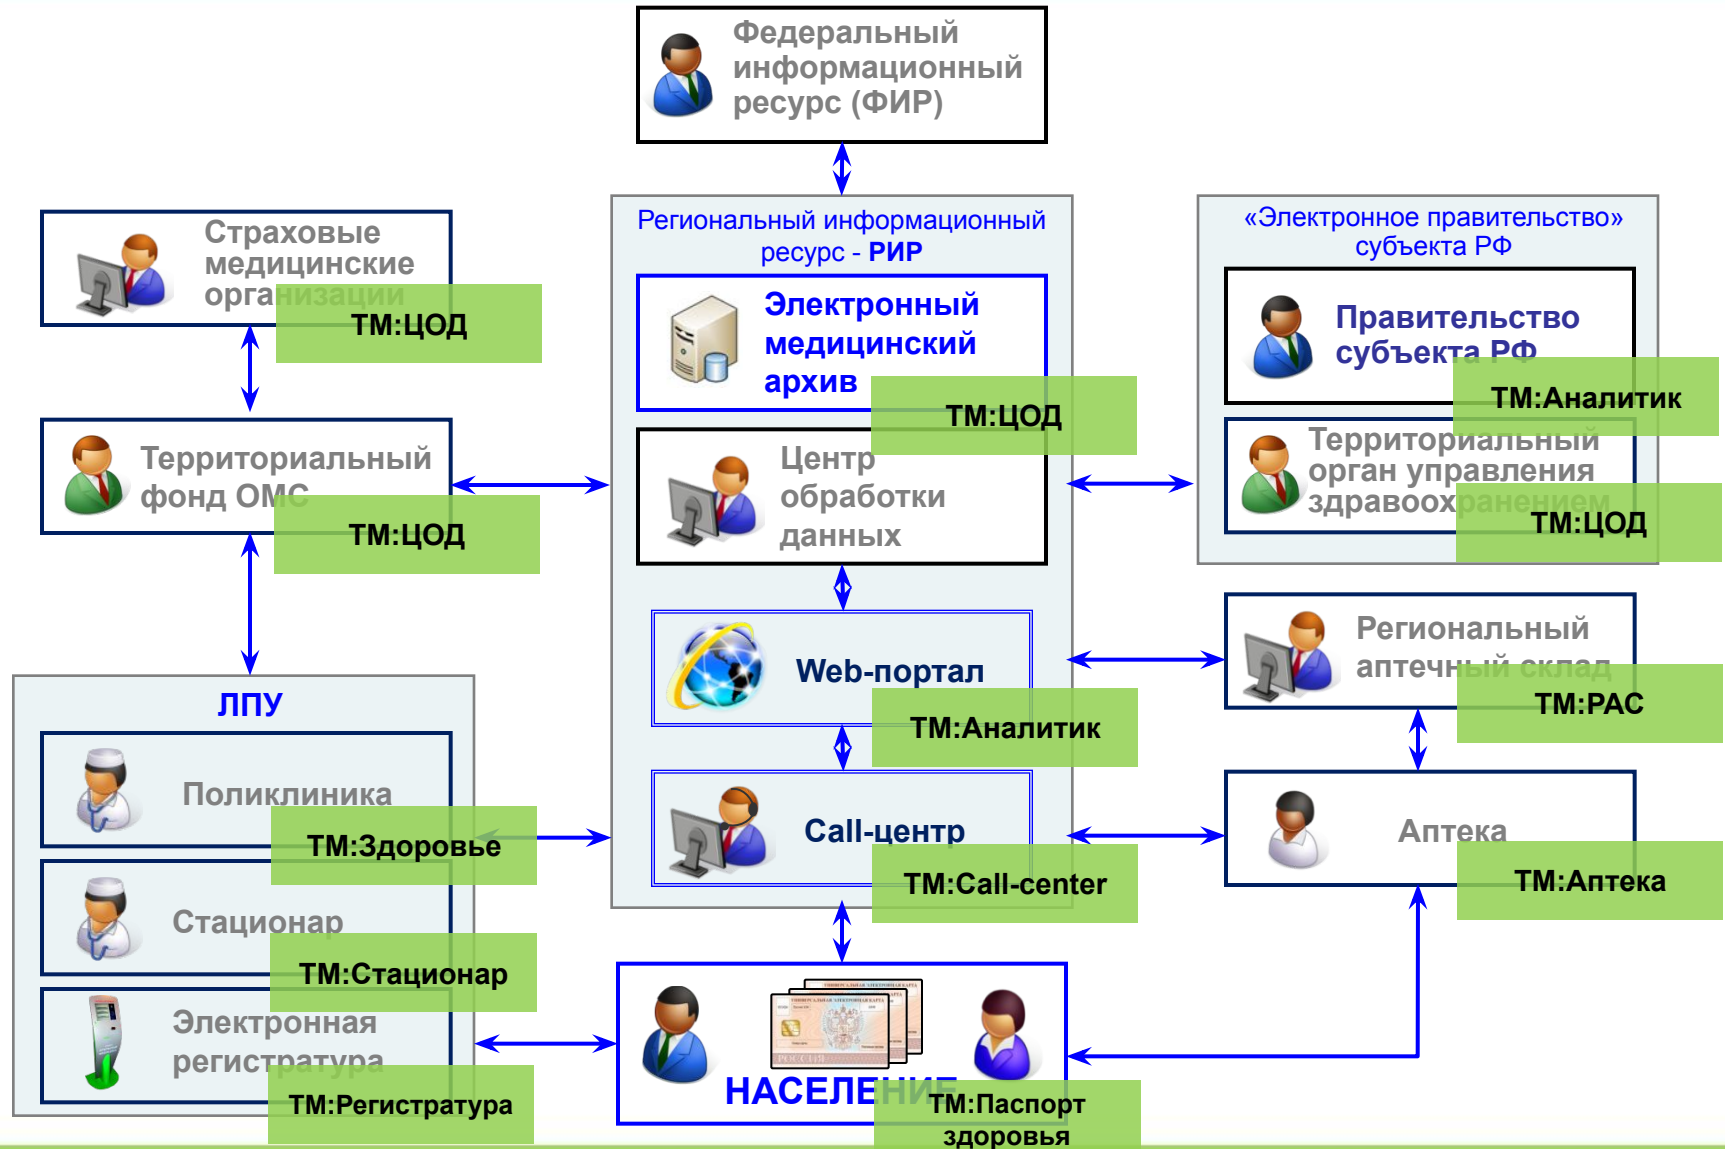 Федеральный
информационный
ресурс (ФИР)
Страховые
медицинские
организации
ТМ:ЦОД
Территориальный
фонд ОМС
ТМ:ЦОД
ЛПУ
Поликлиника
ТМ:Здоровье
Стационар
ТМ:Стационар
Электронная
регистратура
ТМ:Регистратура
Региональный информационный
ресурс - РИР
Электронный
медицинский
архив
ТМ:ЦОД
Центр
обработки
данных
Web-портал
ТМ:Аналитик
Call-центр
ТМ:Call-center
РОССИЯ
НАСЕЛЕНИЕ
ТМ:Паспорт
здоровья
«Электронное правительство»
субъекта РФ
Правительство
субъекта РФ
ТМ:Аналитик
Территориальный
орган управления
здравоохранением
ТМ:ЦОД
Региональный
аптечный склад
ТМ:РАС
Аптека
ТМ:Аптека